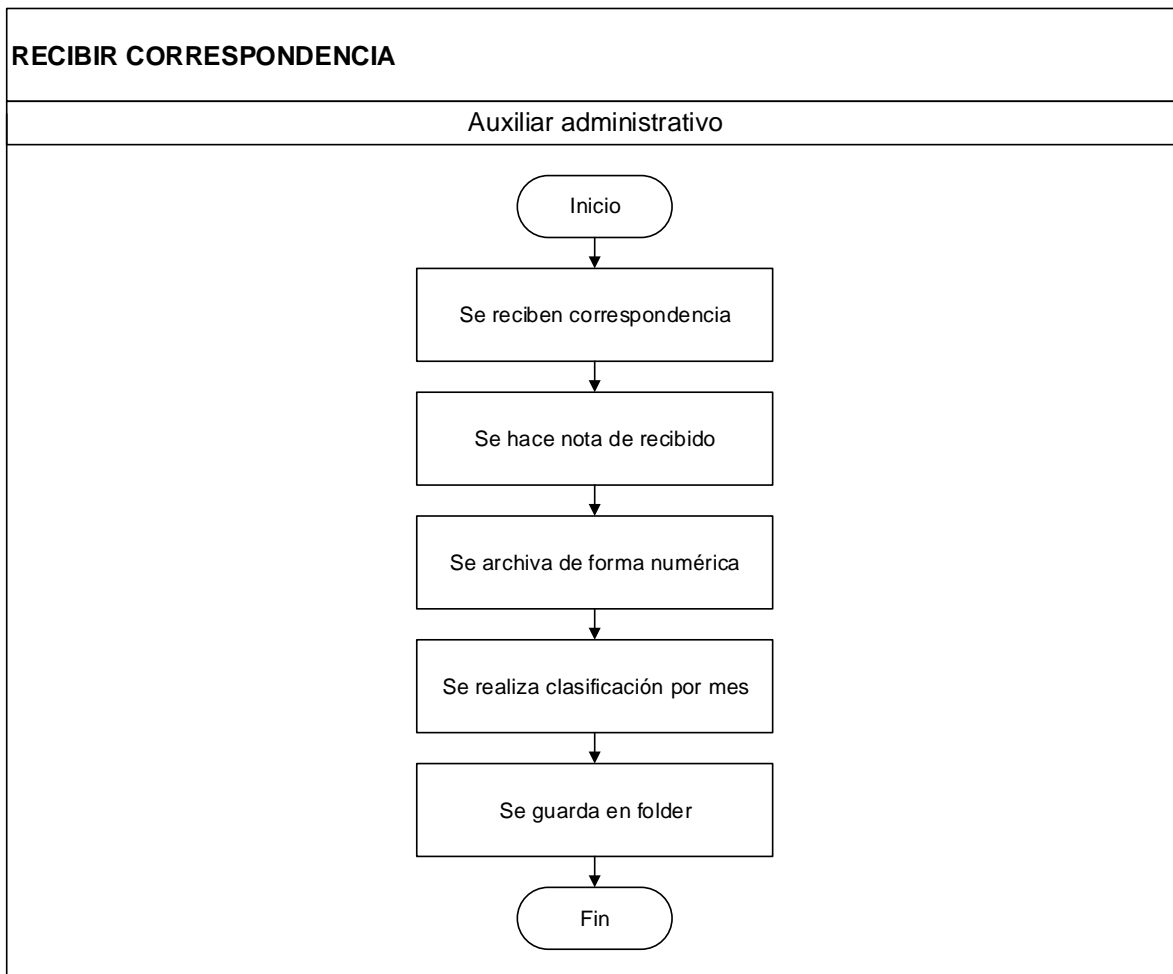 RECIBIR CORRESPONDENCIA
Auxiliar administrativo
Inicio
Se reciben correspondencia
Se hace nota de recibido
Se archiva de forma numérica
Se realiza clasificación por mes
Se guarda en folder
Fin